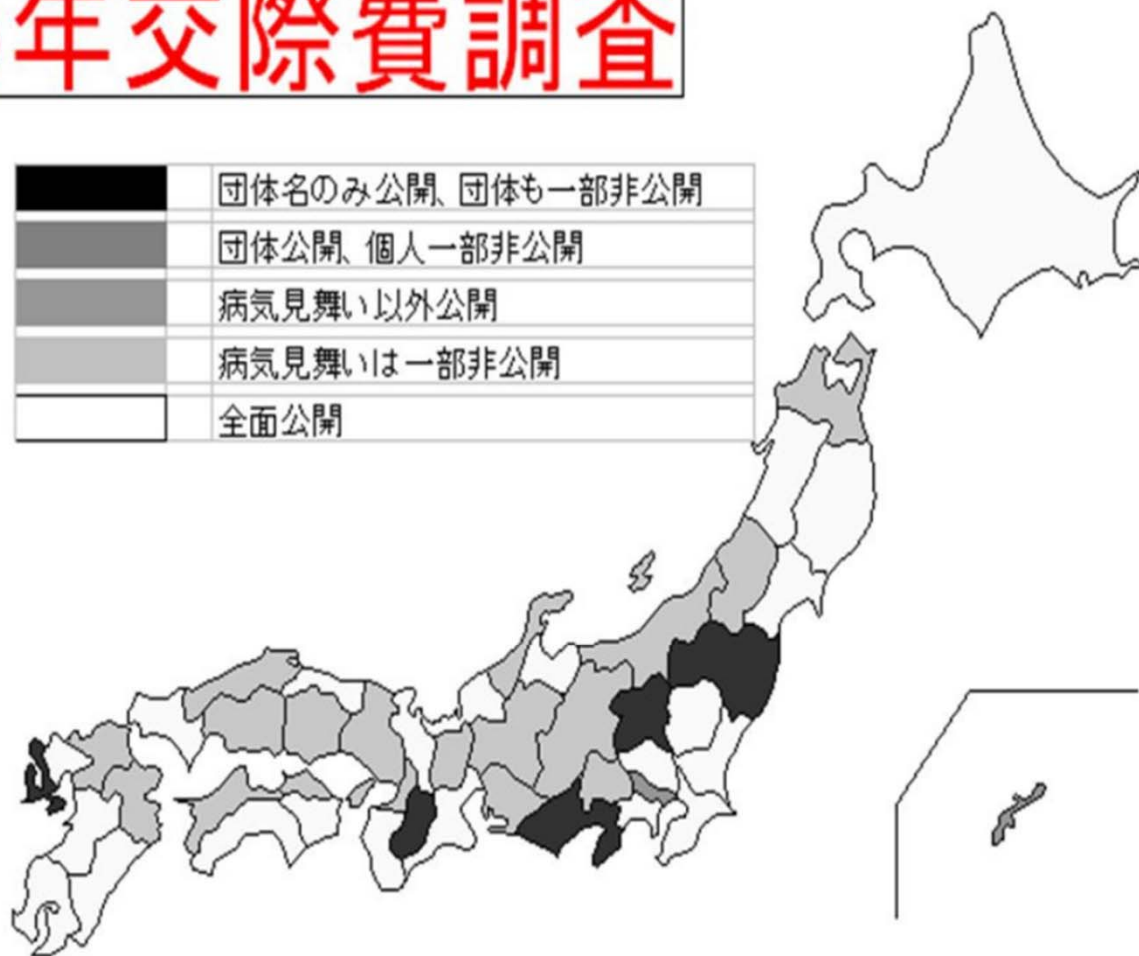 年交際費調査
団体名のみ公開、団体も一部非公開
団体公開、個人一部非公開
病気見舞い以外公開
病気見舞いは一部非公開
全面公開